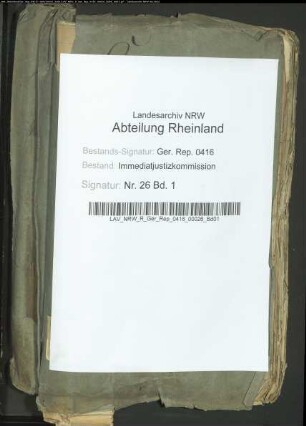 Landesarchiv NRW
Abteilung Rheinland
Bestands-Signatur: Ger. Rep. 0416
Bestand: Immediatjustizkommission
Signatur: Nr. 26 Bd. 1
LAV_NRW_R_Ger_Rep_0416_00026_Bd01